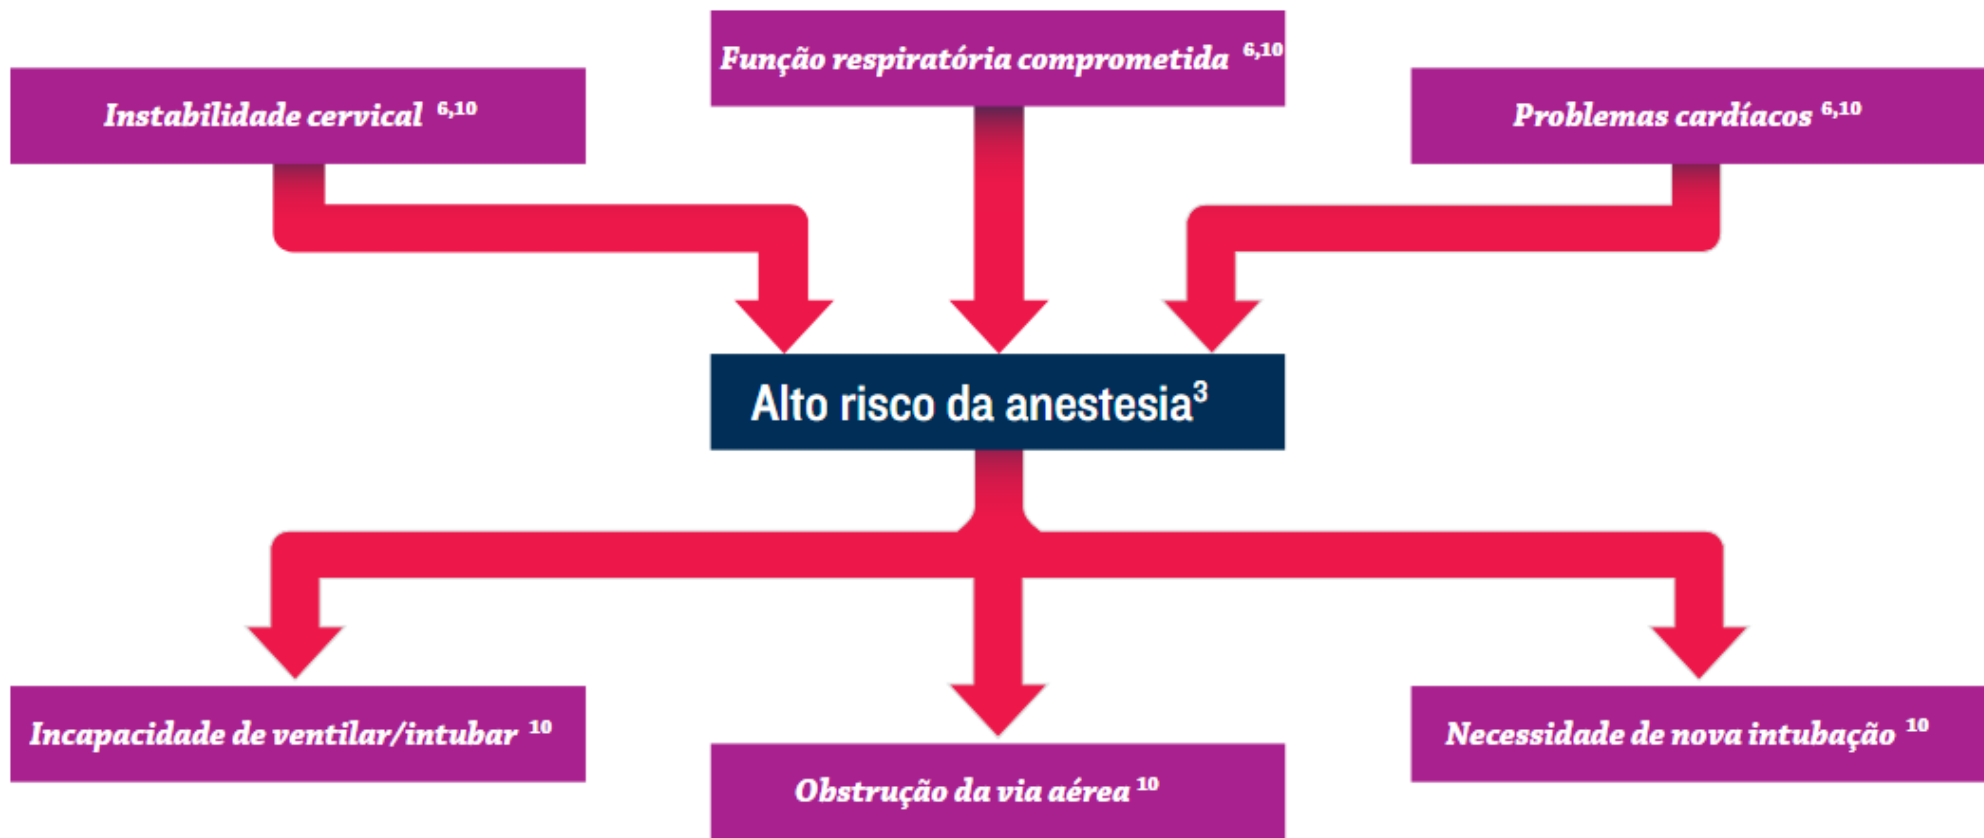 Função respiratória comprometida 6,10
Instabilidade cervical 6,10
Problemas cardíacos 6,10
Alto risco da anestesia3
Incapacidade de ventilar/intubar 10
Necessidade de nova intubação 10
Obstrução da via aérea 10